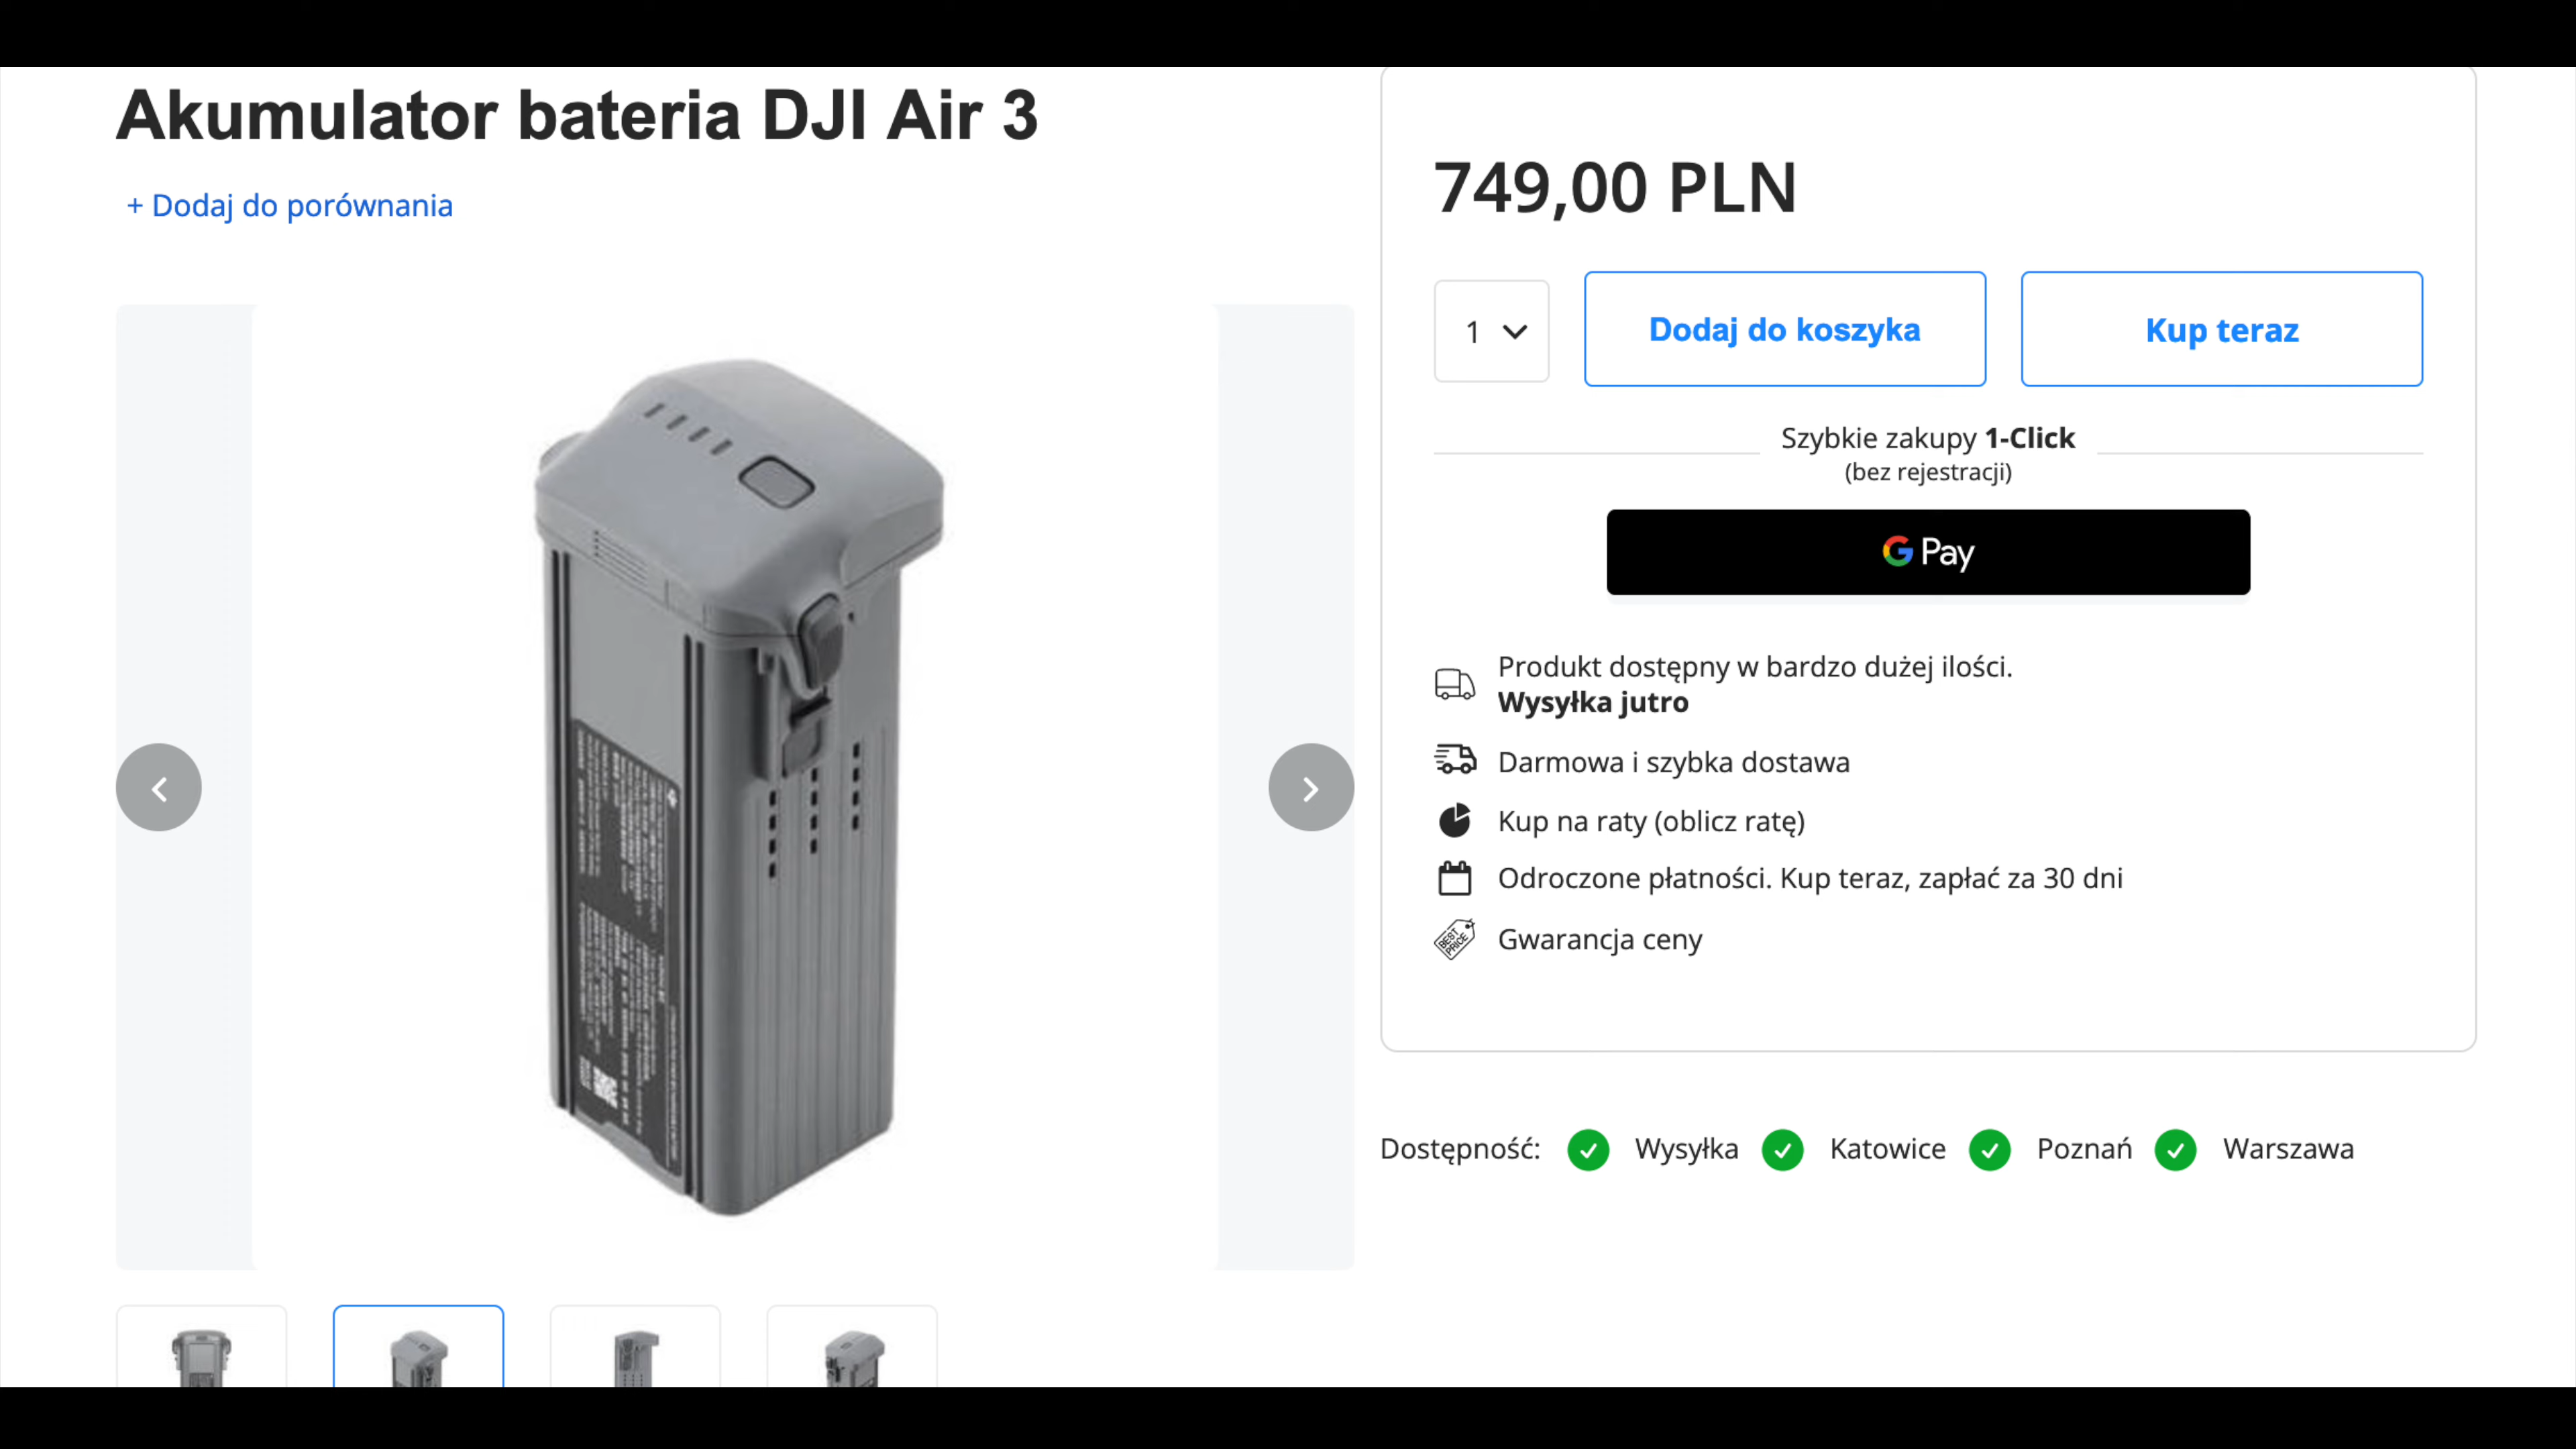 Akumulator bateria DJI Air 3
+ Dodaj do porównania
749,00 PLN
1
Dodaj do koszyka
Kup teraz
Szybkie zakupy 1-Click
(bez rejestracji)
G Pay
Produkt dostępny w bardzo dużej ilości.
Wysyłka jutro
Darmowa i szybka dostawa
Kup na raty (oblicz ratę)
Odroczone płatności. Kup teraz, zapłać za 30 dni
BEST PRICE
Gwarancja ceny
Dostępność: Wysyłka Katowice Poznań Warszawa